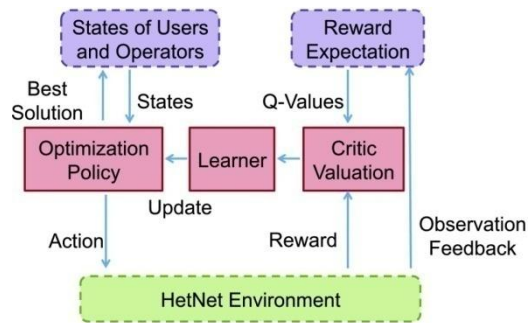 States of Users
and Operators
Reward
Expectation
Best
Solution
States
Q-Values
Optimization
Policy
Learner
Critic
Valuation
Update
Action
Reward
Observation
Feedback
HetNet Environment